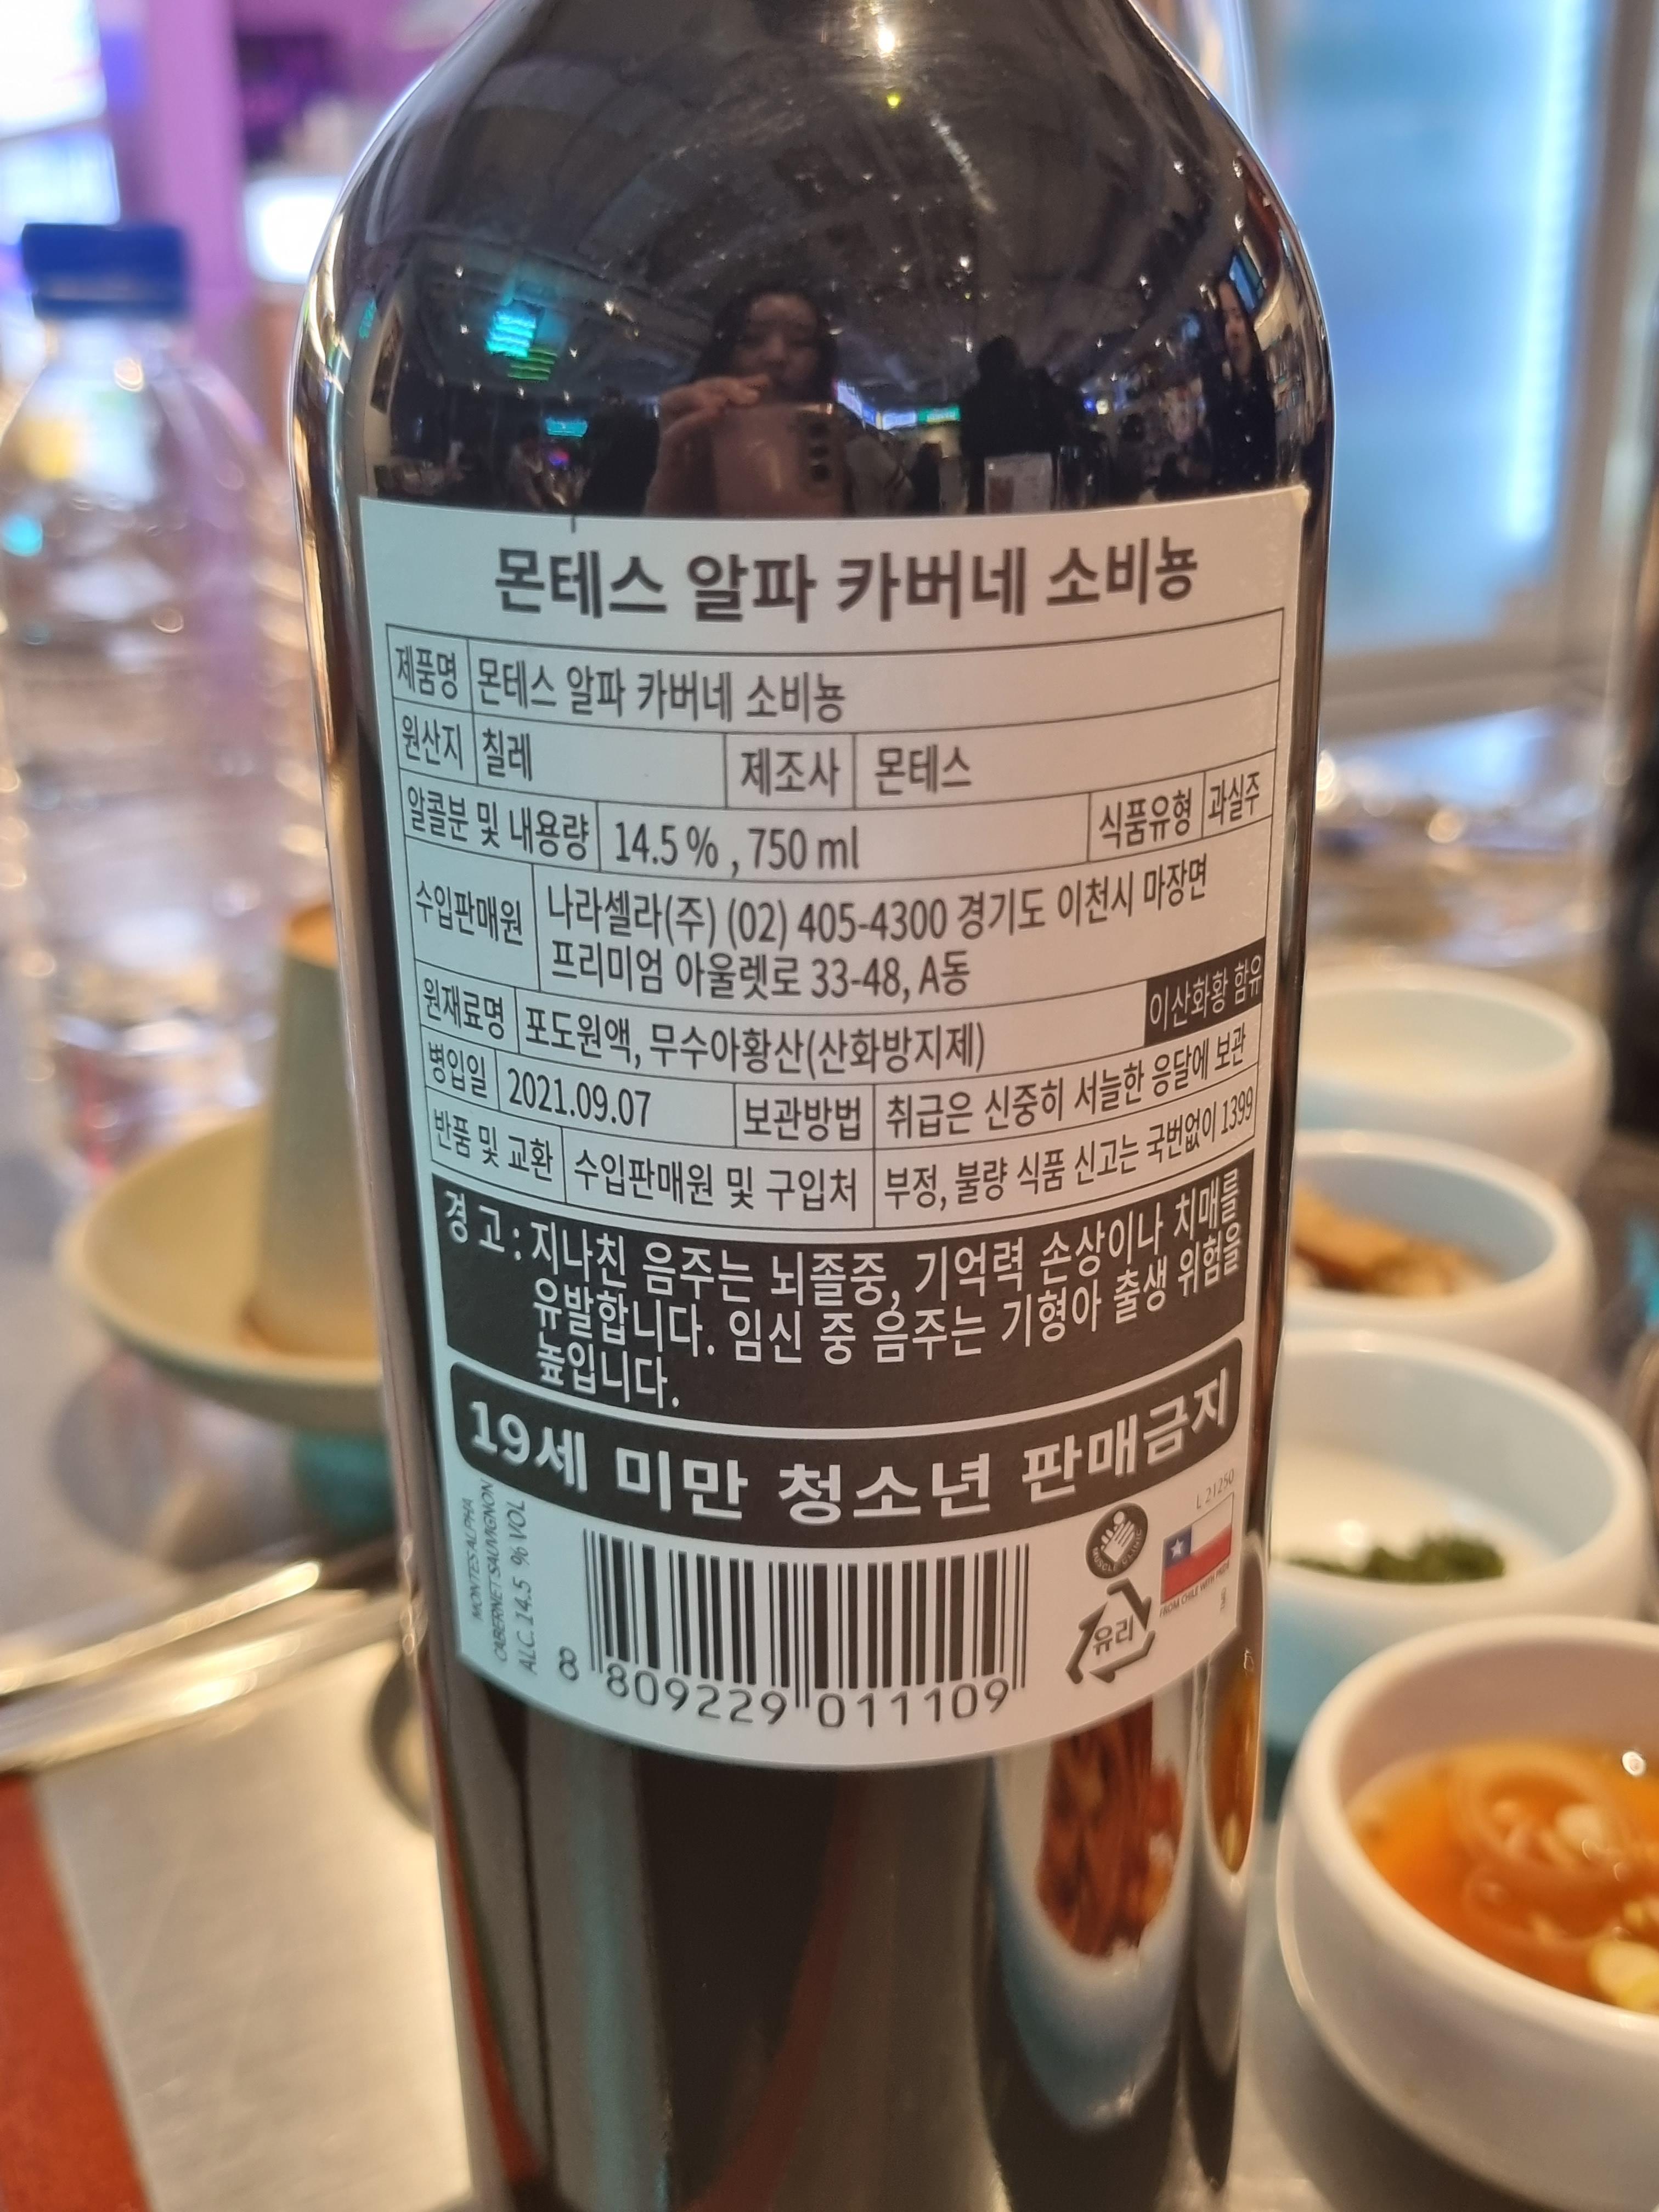 몬테스 알파 카버네 소비뇽
제품명 몬테스 알파 카버네 소비뇽
원산지 칠레 제조사 몬테스
알콜분 및 내용량 14.5% , 750 ml 식품유형 과실주
수입판매원 나라셀라(주) (02) 405-4300 경기도 이천시 마장면
프리미엄 아울렛로 33-48, A동
원재료명 포도원액, 무수아황산(산화방지제) 이산화황 함유
병입일 2021.09.07 보관방법 취급은 신중히 서늘한 응달에 보관
반품 및 교환 수입판매원 및 구입처 부정, 불량 식품 신고는 국번없이 1399
경 고 : 지나친 음주는 뇌졸중, 기억력 손상이나 치매를
유발합니다. 임신 중 음주는 기형아 출생 위험을
높입니다.
19세 미만 청소년 판매금지
MONTES ALPHA
CABERNET SAUVIGNON
ALC. 14.5 % VOL
8 809229 011109
L 21250
FROM CHILE WITH PRIDE
유리